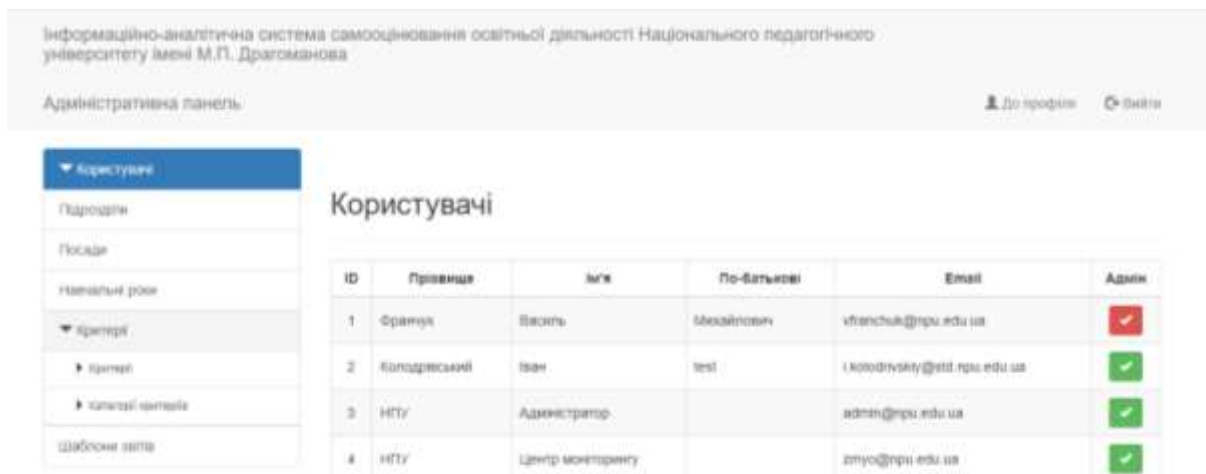 Інформаційно-аналітична система самооцінювання освітньої діяльності Національного педагогічного
університету імені М.П. Драгоманова
Адміністративна панель
До профілю Вийти
Користувачі
Підрозділи
Посади
Навчальні роки
Критерії
Критерії
Категорії критеріїв
Шаблони звітів
Користувачі
ID Прізвище Ім'я По-батькові Email Адмін
1 Франчук Василь Михайлович vfranchuk@npu.edu.ua
2 Колодрівський Іван test i.kolodrivskiy@std.npu.edu.ua
3 НПУ Адміністратор admin@npu.edu.ua
4 НПУ Центр моніторингу zmyo@npu.edu.ua